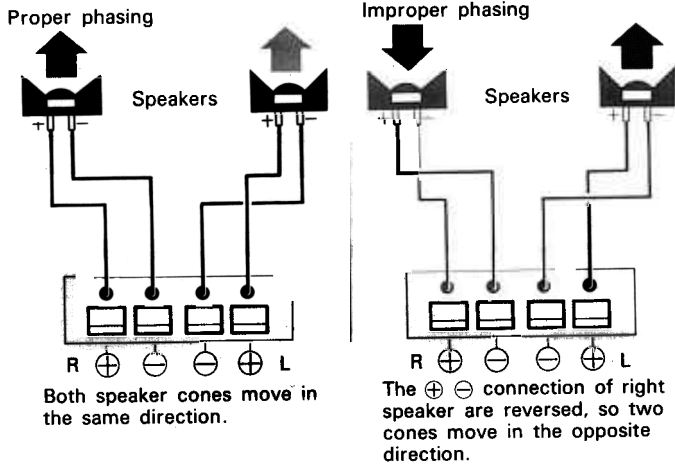 Proper phasing
Speakers
+ −
+ −
R ⊕ ⊖ ⊖ ⊕ L
Both speaker cones move in
the same direction.
Improper phasing
Speakers
+ −
+ −
R ⊕ ⊖ ⊖ ⊕ L
The ⊕ ⊖ connection of right
speaker are reversed, so two
cones move in the opposite
direction.